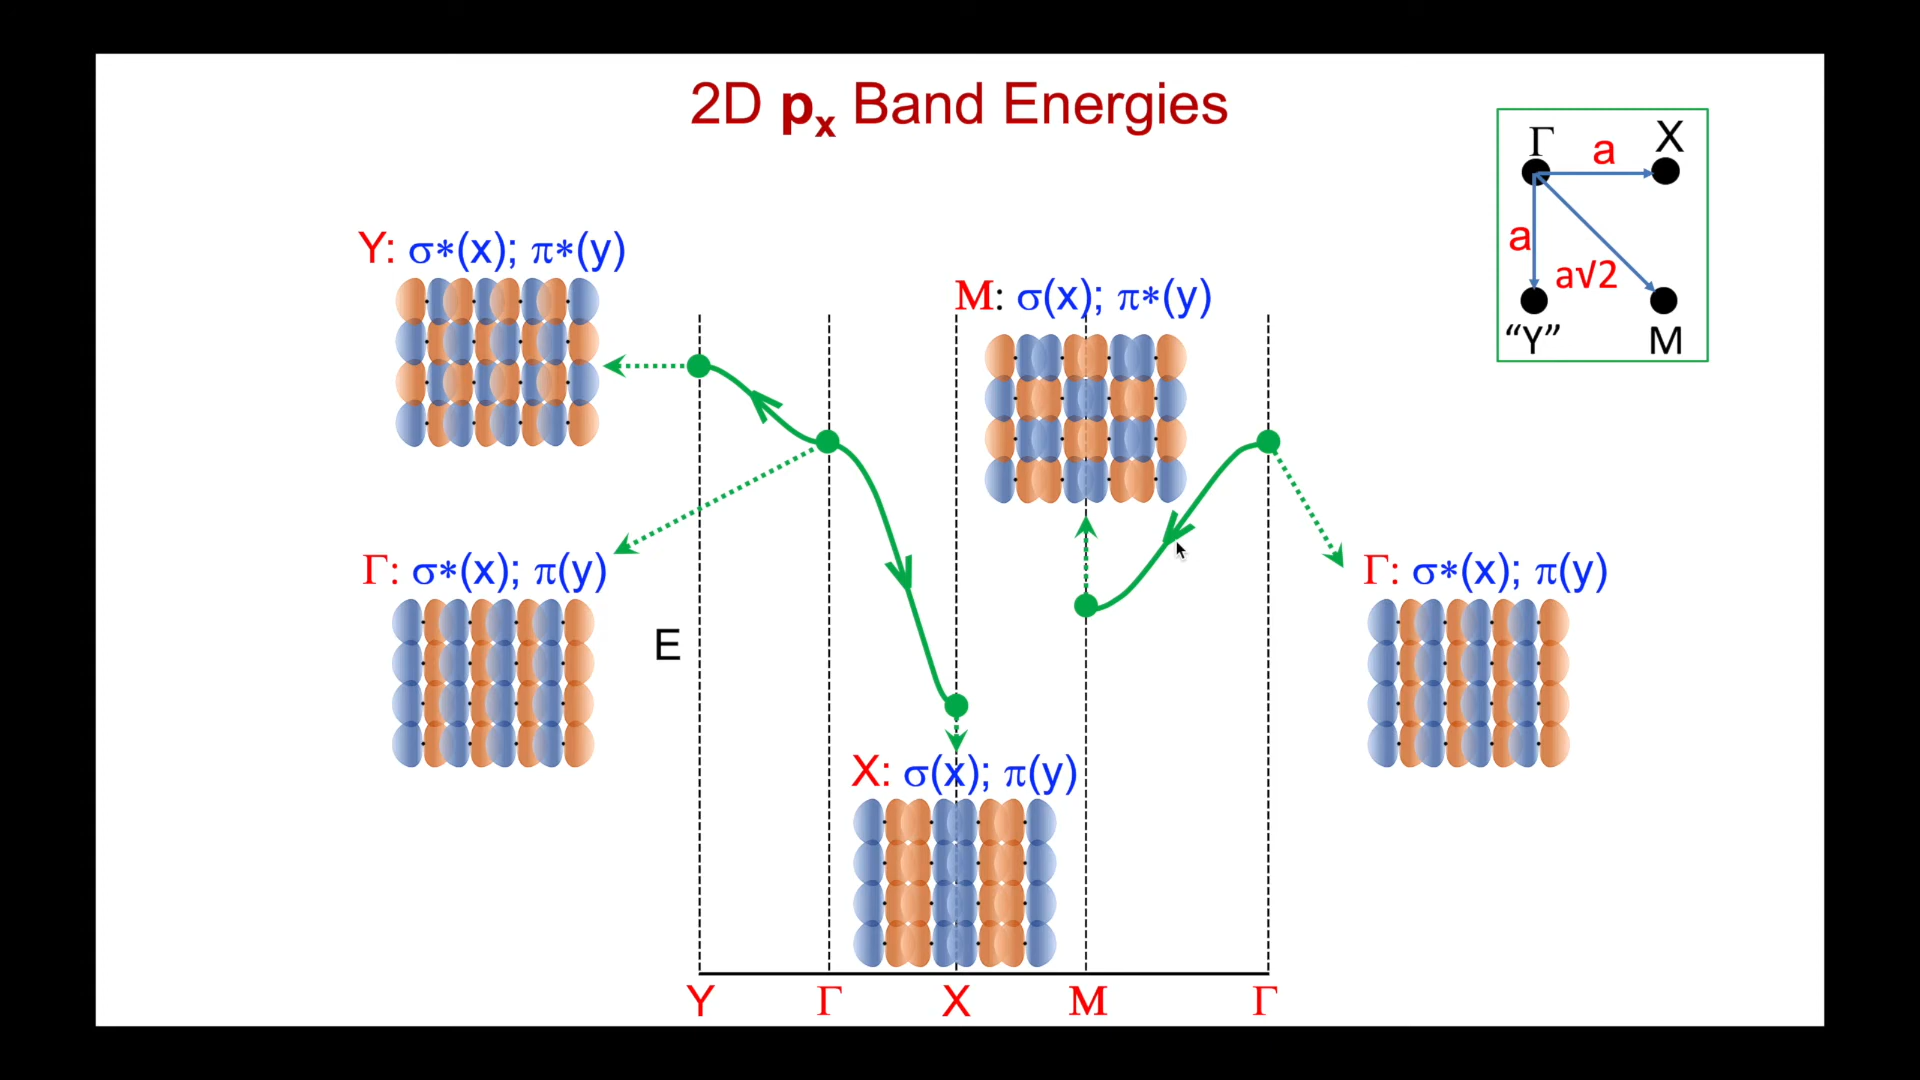 2D px Band Energies
Γ a X
a
a√2
“Y” M
Y: σ*(x); π*(y)
M: σ(x); π*(y)
Γ: σ*(x); π(y)
Γ: σ*(x); π(y)
E
X: σ(x); π(y)
Y Γ X M Γ